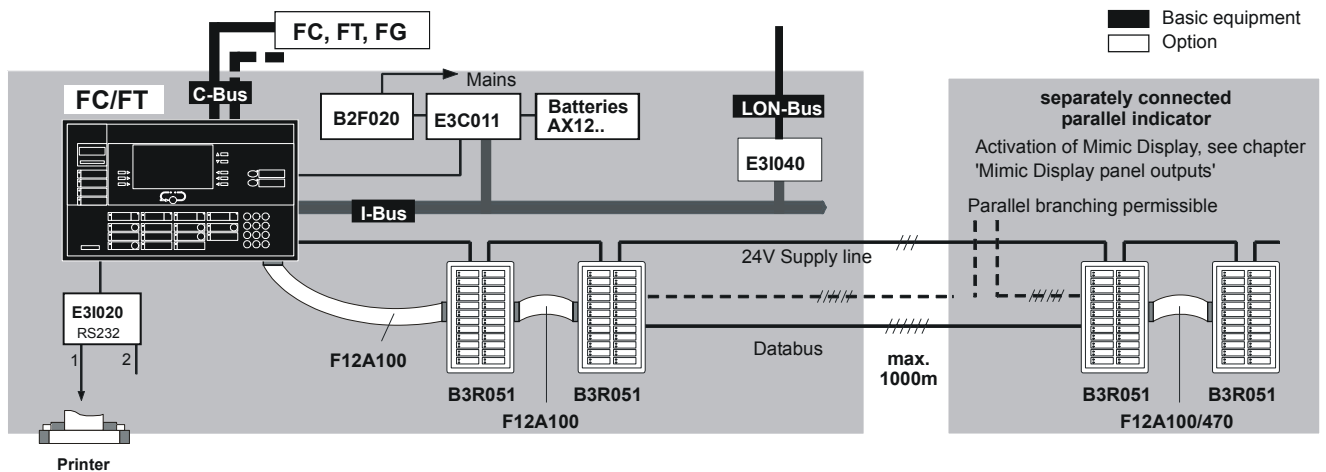 FC, FT, FG
Basic equipment
Option
FC/FT
C-Bus
Mains
B2F020
E3C011
Batteries
AX12..
LON-Bus
E3I040
I-Bus
separately connected
parallel indicator
Activation of Mimic Display, see chapter
'Mimic Display panel outputs'
Parallel branching permissible
24V Supply line
E3I020
RS232
1
2
Printer
F12A100
B3R051
B3R051
F12A100
Databus
max.
1000m
B3R051
B3R051
F12A100/470